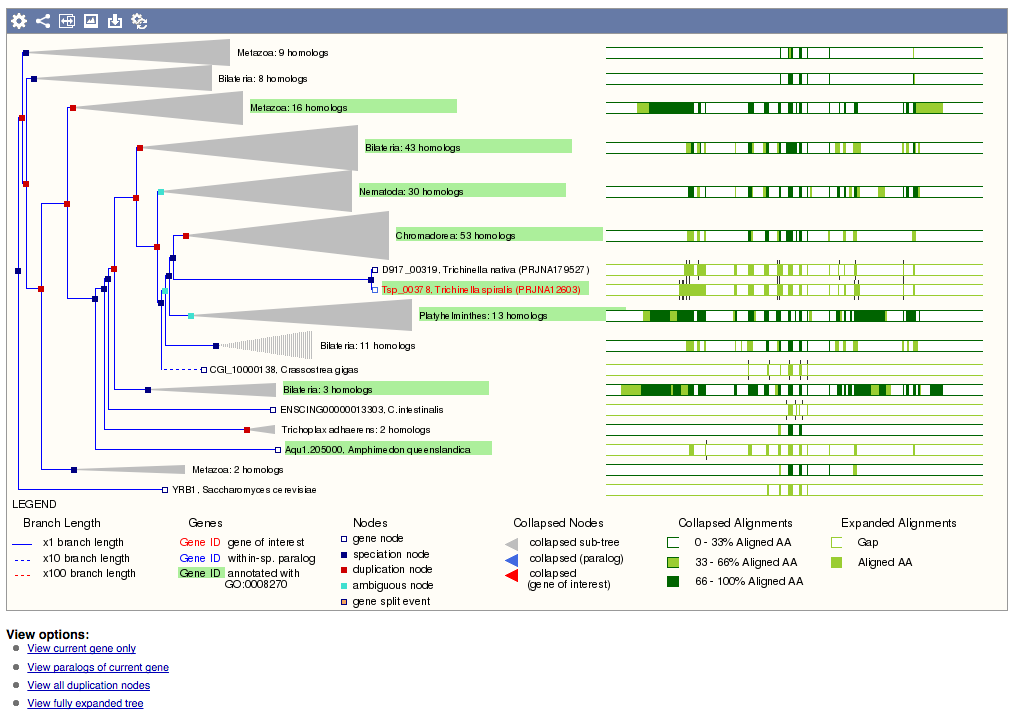 Metazoa: 9 homologs
Bilateria: 8 homologs
Metazoa: 16 homologs
Bilateria: 43 homologs
Nematoda: 30 homologs
Chromadorea: 53 homologs
D917_00319, Trichinella nativa (PRJNA179527)
Tsp_00378, Trichinella spiralis (PRJNA12603)
Platyhelminthes: 13 homologs
Bilateria: 11 homologs
CGI_10000138, Crassostrea gigas
Bilateria: 3 homologs
ENSCING00000013303, C.intestinalis
Trichoplax adhaerens: 2 homologs
Aqu1.205000, Amphimedon queenslandica
Metazoa: 2 homologs
YRB1, Saccharomyces cerevisiae
LEGEND
Branch Length
x1 branch length
x10 branch length
x100 branch length
Genes
Gene ID gene of interest
Gene ID within-sp. paralog
Gene ID annotated with
GO:0008270
Nodes
gene node
speciation node
duplication node
ambiguous node
gene split event
Collapsed Nodes
collapsed sub-tree
collapsed (paralog)
collapsed
(gene of interest)
Collapsed Alignments
0 - 33% Aligned AA
33 - 66% Aligned AA
66 - 100% Aligned AA
Expanded Alignments
Gap
Aligned AA
View options:
View current gene only
View paralogs of current gene
View all duplication nodes
View fully expanded tree